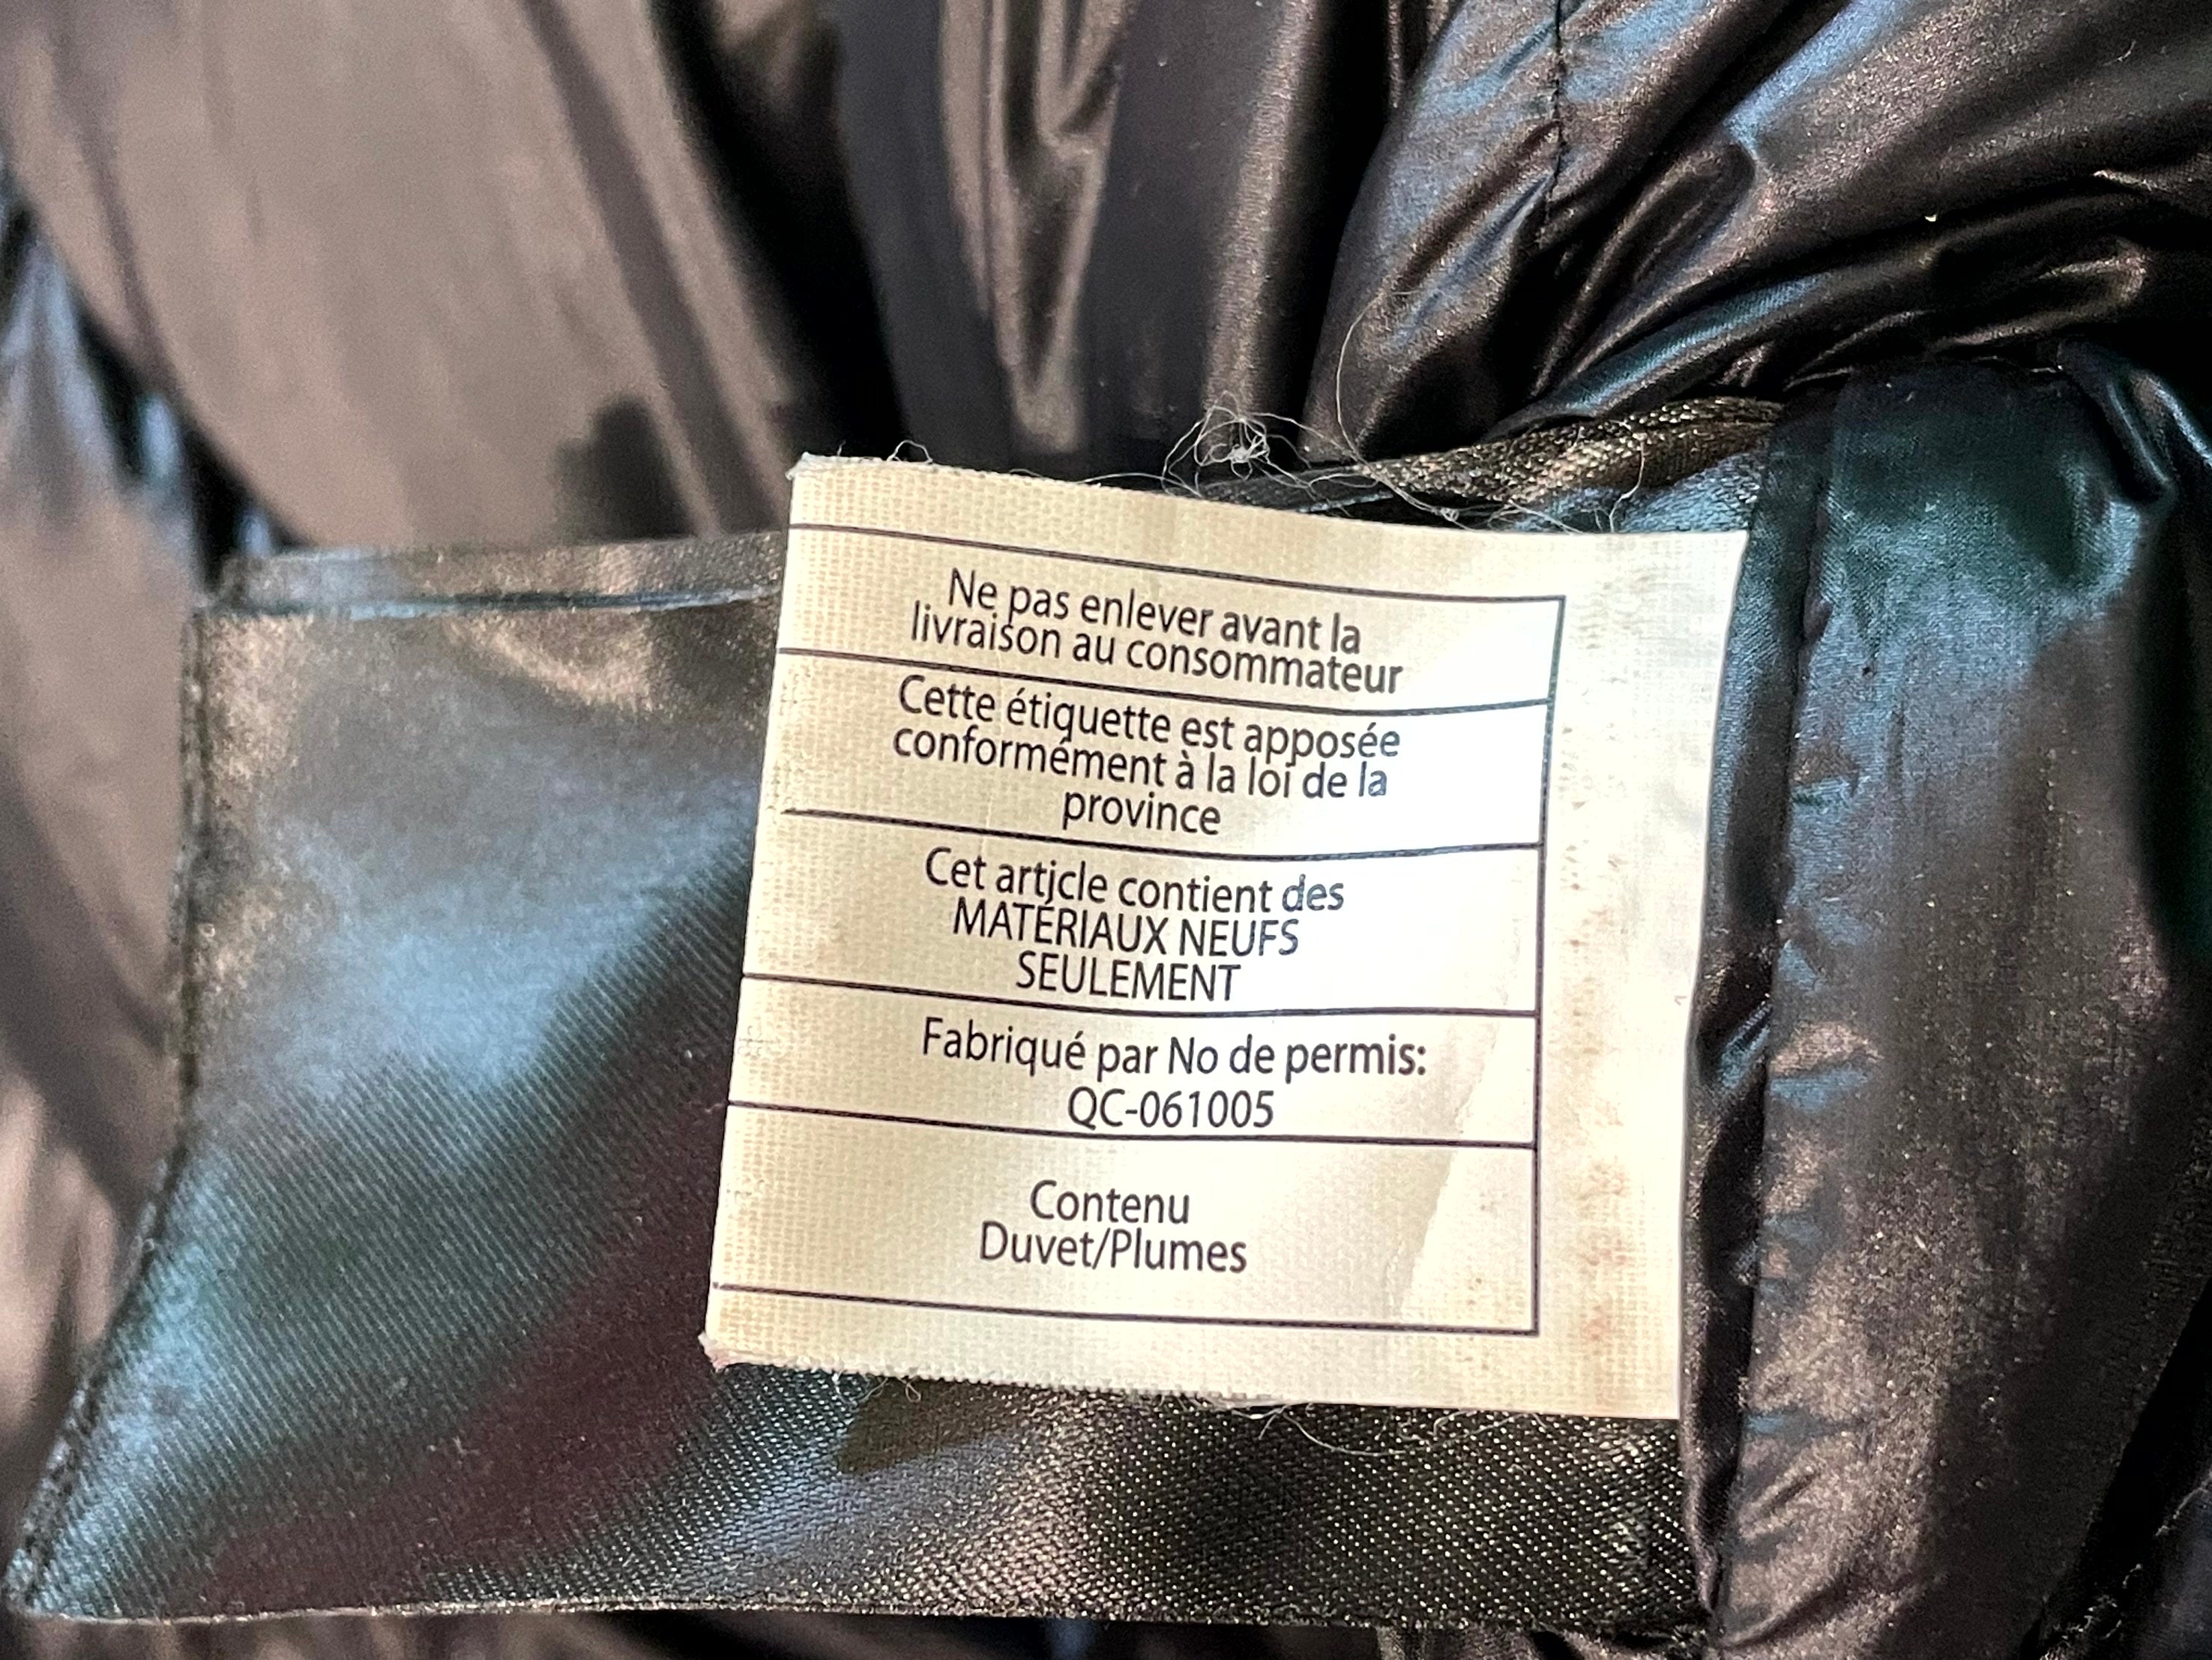 Ne pas enlever avant la
livraison au consommateur
Cette étiquette est apposée
conformément à la loi de la
province
Cet article contient des
MATÉRIAUX NEUFS
SEULEMENT
Fabriqué par No de permis:
QC-061005
Contenu
Duvet/Plumes